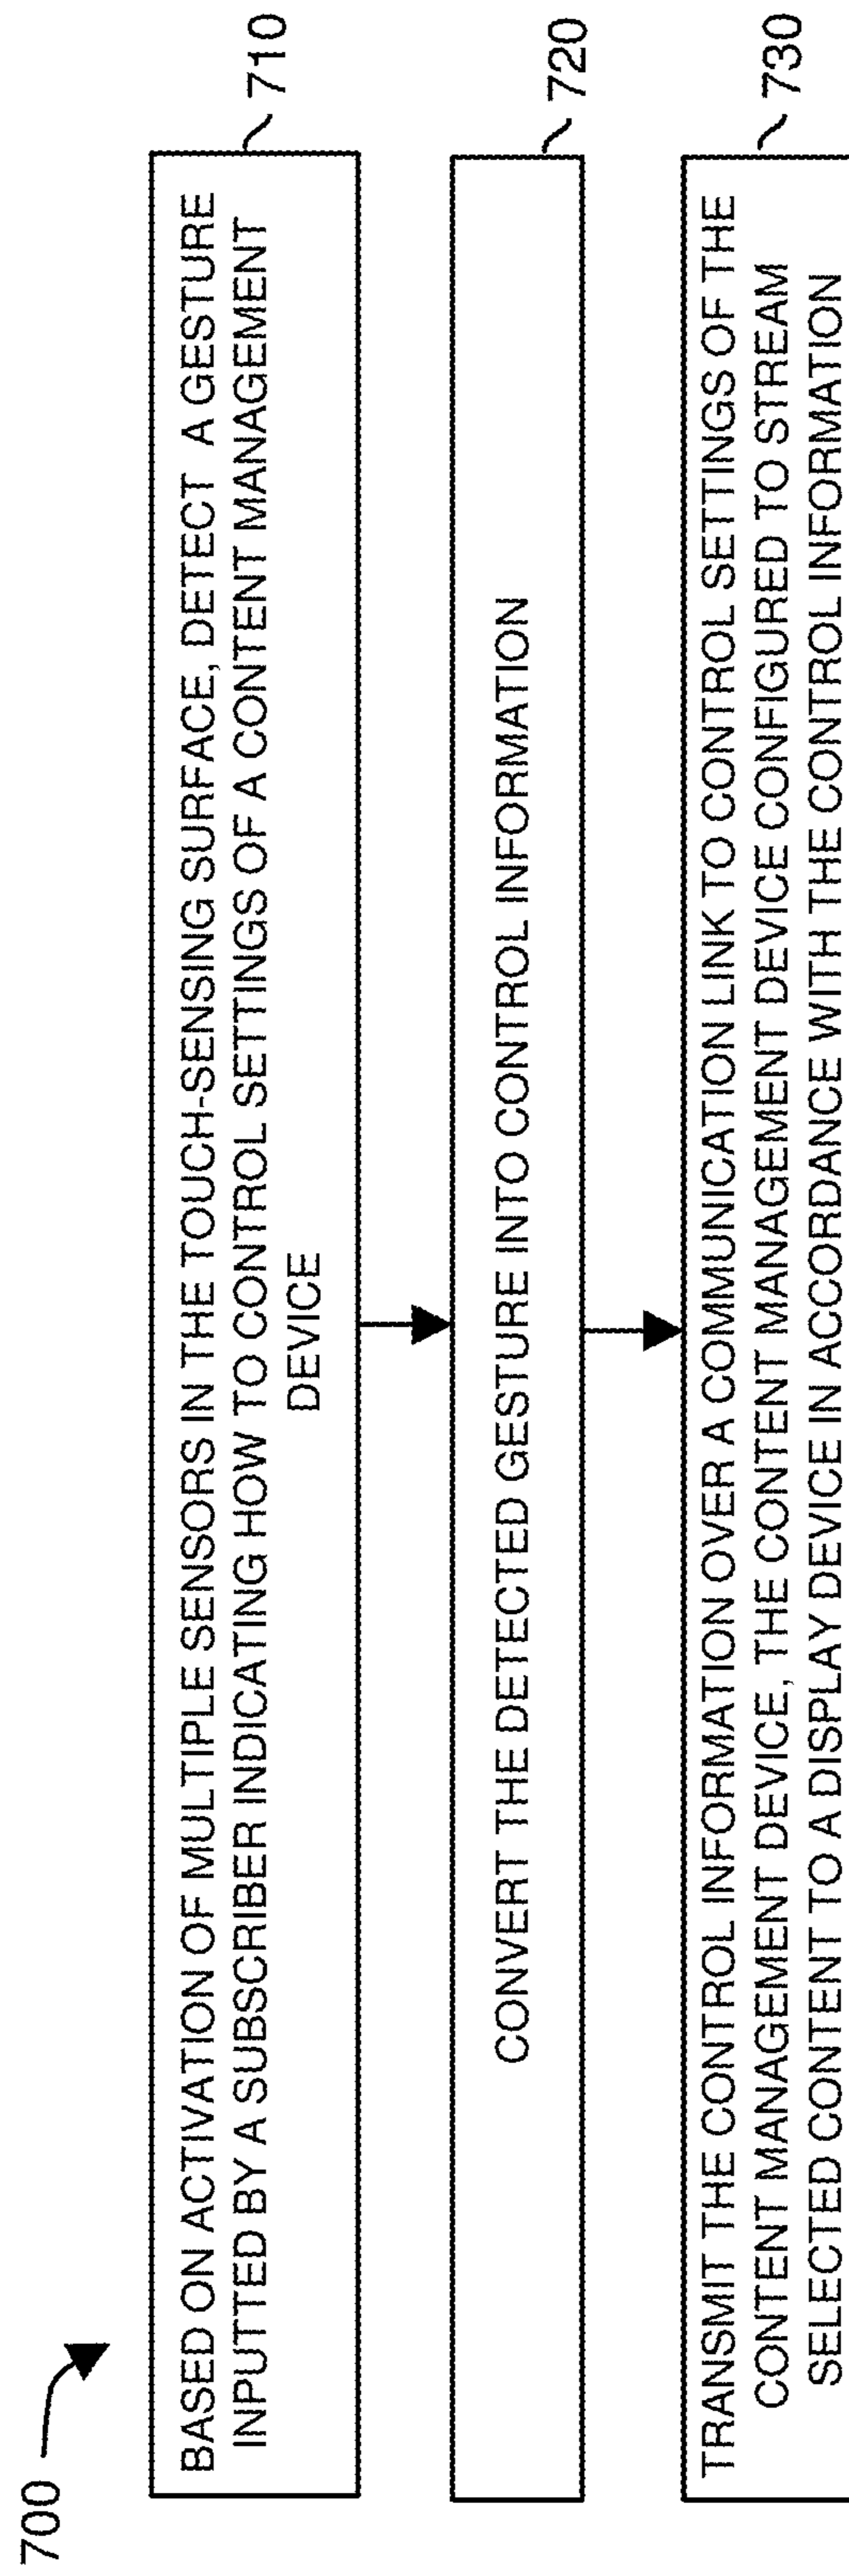 700
BASED ON ACTIVATION OF MULTIPLE SENSORS IN THE TOUCH-SENSING SURFACE, DETECT A GESTURE
INPUTTED BY A SUBSCRIBER INDICATING HOW TO CONTROL SETTINGS OF A CONTENT MANAGEMENT
DEVICE
710
CONVERT THE DETECTED GESTURE INTO CONTROL INFORMATION
720
TRANSMIT THE CONTROL INFORMATION OVER A COMMUNICATION LINK TO CONTROL SETTINGS OF THE
CONTENT MANAGEMENT DEVICE, THE CONTENT MANAGEMENT DEVICE CONFIGURED TO STREAM
SELECTED CONTENT TO A DISPLAY DEVICE IN ACCORDANCE WITH THE CONTROL INFORMATION
730